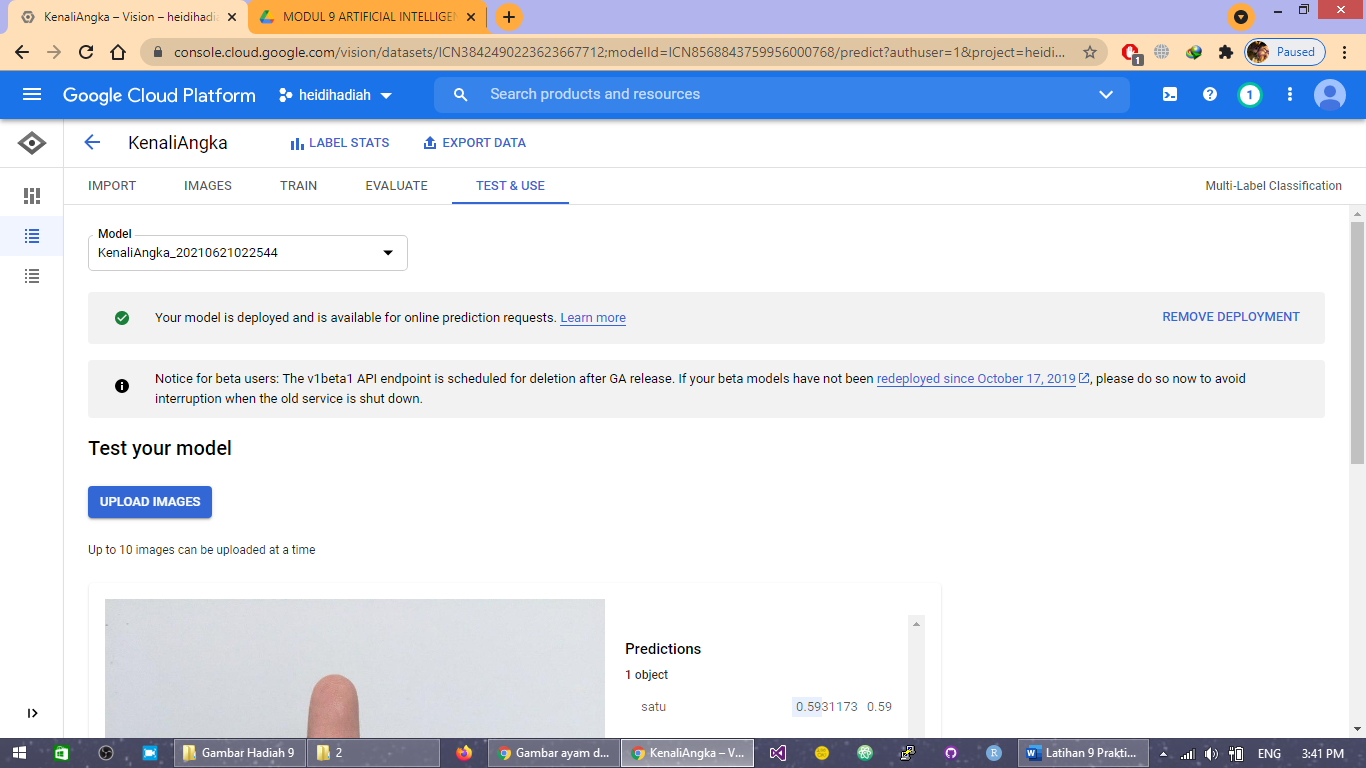 KenaliAngka – Vision – heidihadia
MODUL 9 ARTIFICIAL INTELLIGEN
console.cloud.google.com/vision/datasets/ICN3842490223623667712;modelId=ICN8568843759956000768/predict?authuser=1&project=heidi...
1
Paused
Google Cloud Platform
heidihadiah
Search products and resources
1
KenaliAngka
LABEL STATS
EXPORT DATA
IMPORT
IMAGES
TRAIN
EVALUATE
TEST & USE
Multi-Label Classification
Model
KenaliAngka_20210621022544
Your model is deployed and is available for online prediction requests. Learn more
REMOVE DEPLOYMENT
Notice for beta users: The v1beta1 API endpoint is scheduled for deletion after GA release. If your beta models have not been redeployed since October 17, 2019, please do so now to avoid
interruption when the old service is shut down.
Test your model
UPLOAD IMAGES
Up to 10 images can be uploaded at a time
Predictions
1 object
satu 0.5931173 0.59
Gambar Hadiah 9
2
Gambar ayam d...
KenaliAngka – V...
R
Latihan 9 Prakti...
ENG
3:41 PM